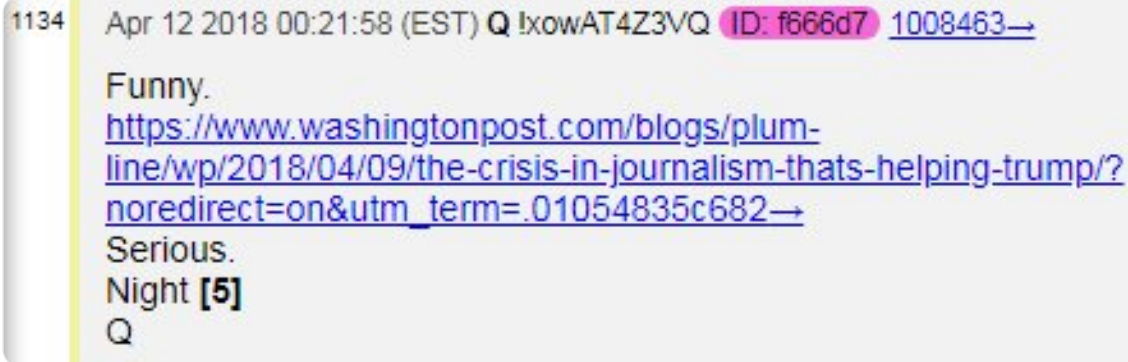 1134 Apr 12 2018 00:21:58 (EST) Q !xowAT4Z3VQ ID: f666d7 1008463→
Funny.
https://www.washingtonpost.com/blogs/plum-
line/wp/2018/04/09/the-crisis-in-journalism-thats-helping-trump/?
noredirect=on&utm_term=.01054835c682→
Serious.
Night [5]
Q